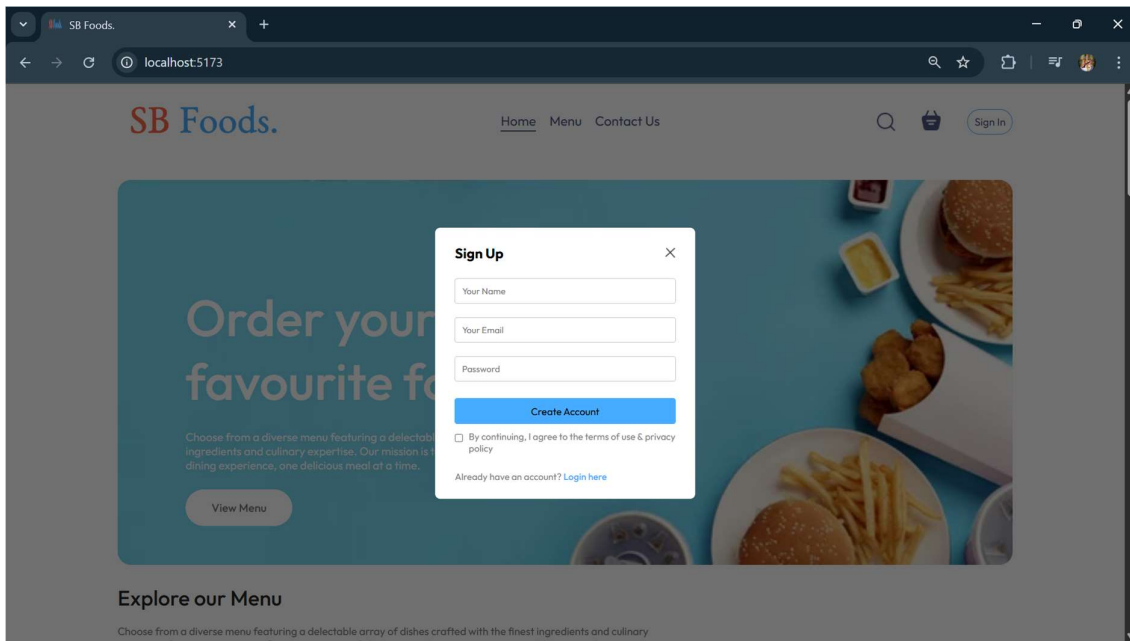 SB Foods.
localhost:5173
SB Foods.
Home Menu Contact Us
Sign In
Order your
favourite fo
Choose from a diverse menu featuring a delectabl
ingredients and culinary expertise. Our mission is t
dining experience, one delicious meal at a time.
View Menu
Sign Up
Your Name
Your Email
Password
Create Account
By continuing, I agree to the terms of use & privacy
policy
Already have an account? Login here
Explore our Menu
Choose from a diverse menu featuring a delectable array of dishes crafted with the finest ingredients and culinary